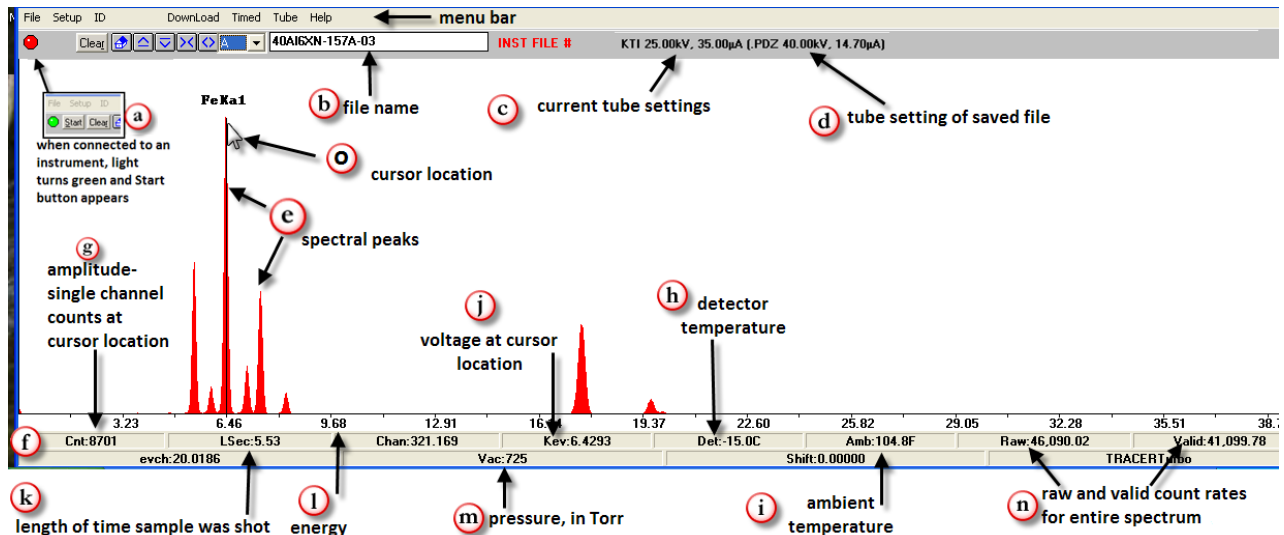 File Setup ID DownLoad Timed Tube Help
menu bar
Clear A 40AI6XN-157A-03 INST FILE # KTI 25.00kV, 35.00µA (.PDZ 40.00kV, 14.70µA)
FeKa1
File Setup ID
Start Clear
a
b file name
c current tube settings
d tube setting of saved file
when connected to an
instrument, light
turns green and Start
button appears
o cursor location
e
spectral peaks
g
amplitude-
single channel
counts at
cursor location
j
voltage at cursor
location
h detector
temperature
3.23 6.46 9.68 12.91 19.37 22.60 25.82 29.05 32.28 35.51
f Cnt:8701 LSec:5.53 Chan:321.169 Kev:6.4293 Det:-15.0C Amb:104.8F Raw:46,090.02 Valid:41,099.78
evch:20.0186 Vac:725 Shift:0.00000
k
length of time sample was shot
l
energy
m pressure, in Torr
i ambient
temperature
n raw and valid count rates
for entire spectrum